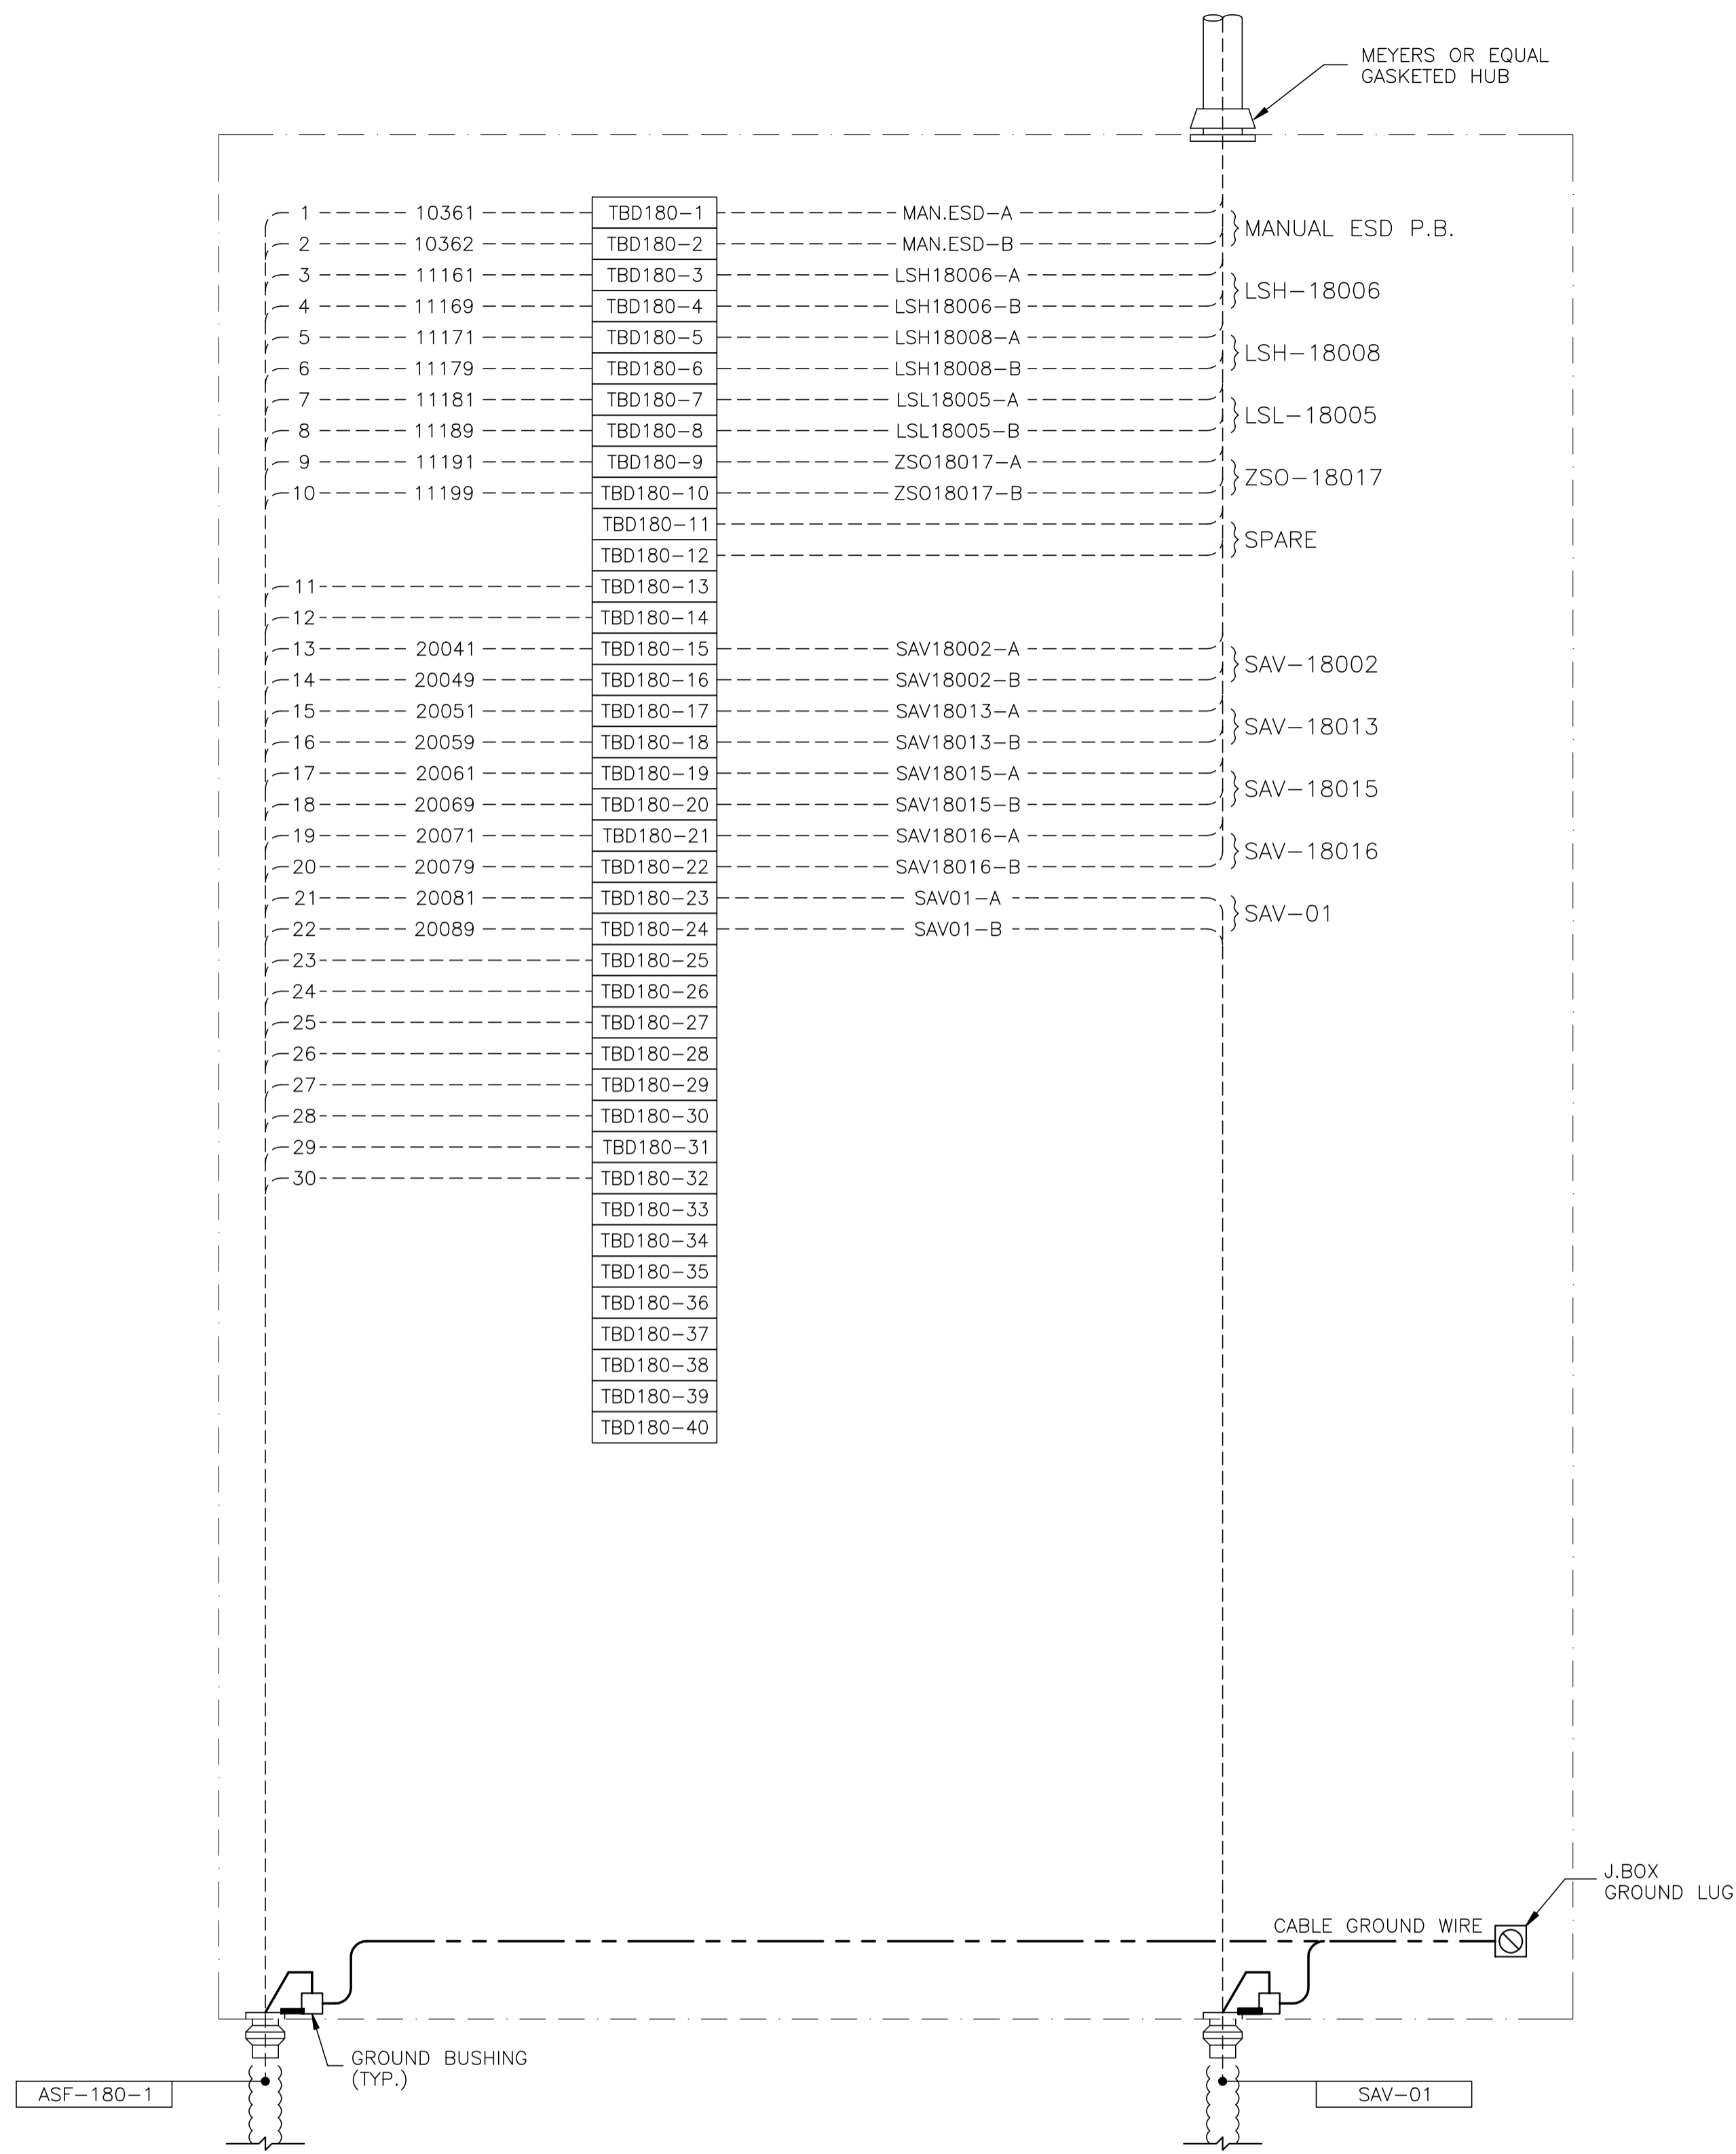 MEYERS OR EQUAL
GASKETED HUB
1 10361 TBD180-1 MAN.ESD-A
2 10362 TBD180-2 MAN.ESD-B
MANUAL ESD P.B.
3 11161 TBD180-3 LSH18006-A
4 11169 TBD180-4 LSH18006-B
LSH-18006
5 11171 TBD180-5 LSH18008-A
6 11179 TBD180-6 LSH18008-B
LSH-18008
7 11181 TBD180-7 LSL18005-A
8 11189 TBD180-8 LSL18005-B
LSL-18005
9 11191 TBD180-9 ZSO18017-A
10 11199 TBD180-10 ZSO18017-B
ZSO-18017
TBD180-11
TBD180-12
SPARE
11 TBD180-13
12 TBD180-14
13 20041 TBD180-15 SAV18002-A
14 20049 TBD180-16 SAV18002-B
SAV-18002
15 20051 TBD180-17 SAV18013-A
16 20059 TBD180-18 SAV18013-B
SAV-18013
17 20061 TBD180-19 SAV18015-A
18 20069 TBD180-20 SAV18015-B
SAV-18015
19 20071 TBD180-21 SAV18016-A
20 20079 TBD180-22 SAV18016-B
SAV-18016
21 20081 TBD180-23 SAV01-A
22 20089 TBD180-24 SAV01-B
SAV-01
23 TBD180-25
24 TBD180-26
25 TBD180-27
26 TBD180-28
27 TBD180-29
28 TBD180-30
29 TBD180-31
30 TBD180-32
TBD180-33
TBD180-34
TBD180-35
TBD180-36
TBD180-37
TBD180-38
TBD180-39
TBD180-40
J.BOX
GROUND LUG
CABLE GROUND WIRE
GROUND BUSHING
(TYP.)
ASF-180-1
SAV-01